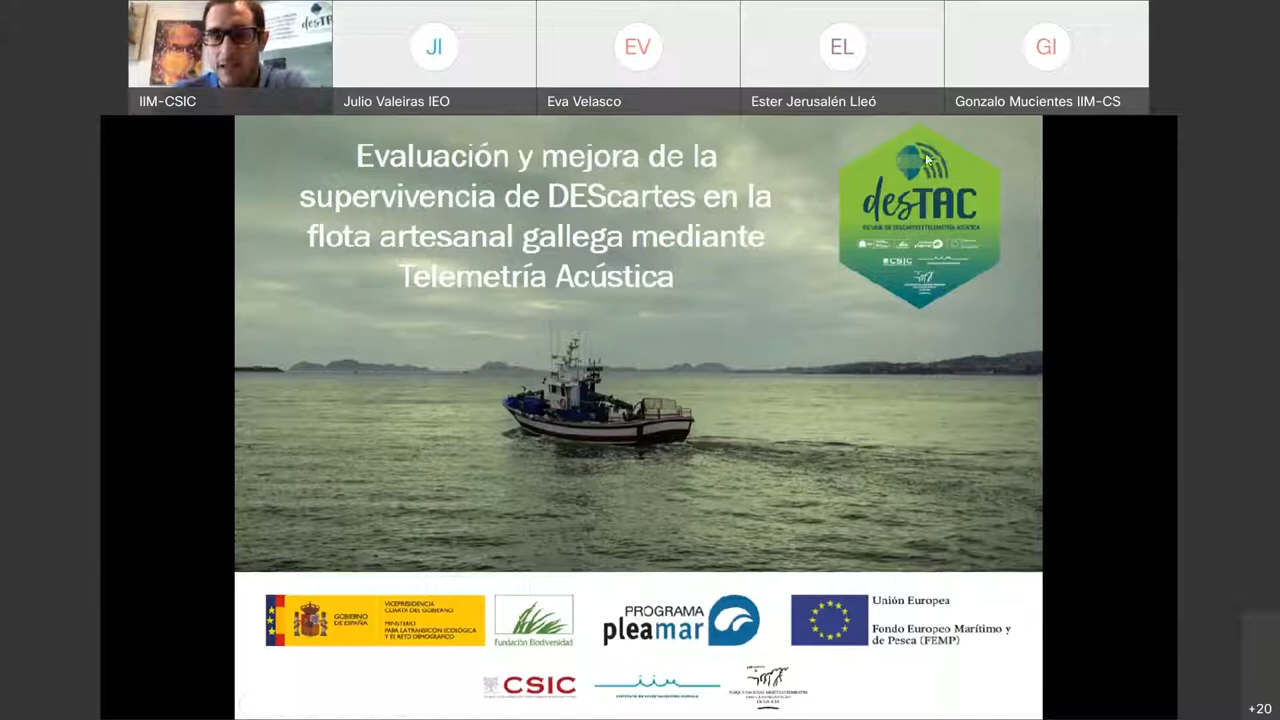 desTA
JI
EV
EL
GI
IIM-CSIC
Julio Valeiras IEO
Eva Velasco
Ester Jerusalén Lleó
Gonzalo Mucientes IIM-CS
Evaluación y mejora de la
supervivencia de DEScartes en la
flota artesanal gallega mediante
Telemetría Acústica
desTAC
CSIC
VICEPRESIDENCIA
CUARTA DEL GOBIERNO
GOBIERNO
DE ESPAÑA
MINISTERIO
PARA LA TRANSICIÓN ECOLÓGICA
Y EL RETO DEMOGRÁFICO
Fundación Biodiversidad
PROGRAMA
pleamar
Unión Europea
Fondo Europeo Marítimo y
de Pesca (FEMP)
CSIC
+20